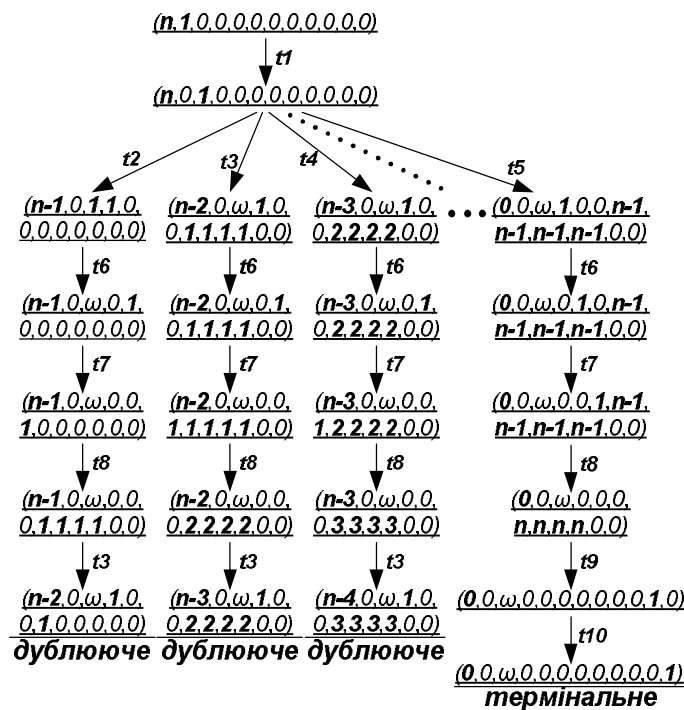 (n,1,0,0,0,0,0,0,0,0,0,0)
t1
(n,0,1,0,0,0,0,0,0,0,0,0)
t2 t3 t4 t5
(n-1,0,1,1,0, (n-2,0,ω,1,0, (n-3,0,ω,1,0, (0,0,ω,1,0,0,n-1,
0,0,0,0,0,0,0) 0,1,1,1,1,0,0) 0,2,2,2,2,0,0) n-1,n-1,n-1,0,0)
t6 t6 t6 t6
(n-1,0,ω,0,1, (n-2,0,ω,0,1, (n-3,0,ω,0,1, (0,0,ω,0,1,0,n-1,
0,0,0,0,0,0,0) 0,1,1,1,1,0,0) 0,2,2,2,2,0,0) n-1,n-1,n-1,0,0)
t7 t7 t7 t7
(n-1,0,ω,0,0, (n-2,0,ω,0,0, (n-3,0,ω,0,0, (0,0,ω,0,0,1,n-1,
1,0,0,0,0,0,0) 1,1,1,1,1,0,0) 1,2,2,2,2,0,0) n-1,n-1,n-1,0,0)
t8 t8 t8 t8
(n-1,0,ω,0,0, (n-2,0,ω,0,0, (n-3,0,ω,0,0, (0,0,ω,0,0,0,
0,1,1,1,1,0,0) 0,2,2,2,2,0,0) 0,3,3,3,3,0,0) n,n,n,n,0,0)
t3 t3 t3 t9
(n-2,0,ω,1,0, (n-3,0,ω,1,0, (n-4,0,ω,1,0, (0,0,ω,0,0,0,0,0,0,0,1,0)
0,1,0,0,0,0,0) 0,2,2,2,2,0,0) 0,3,3,3,3,0,0)
дублююче дублююче дублююче t10
(0,0,ω,0,0,0,0,0,0,0,0,1)
термінальне